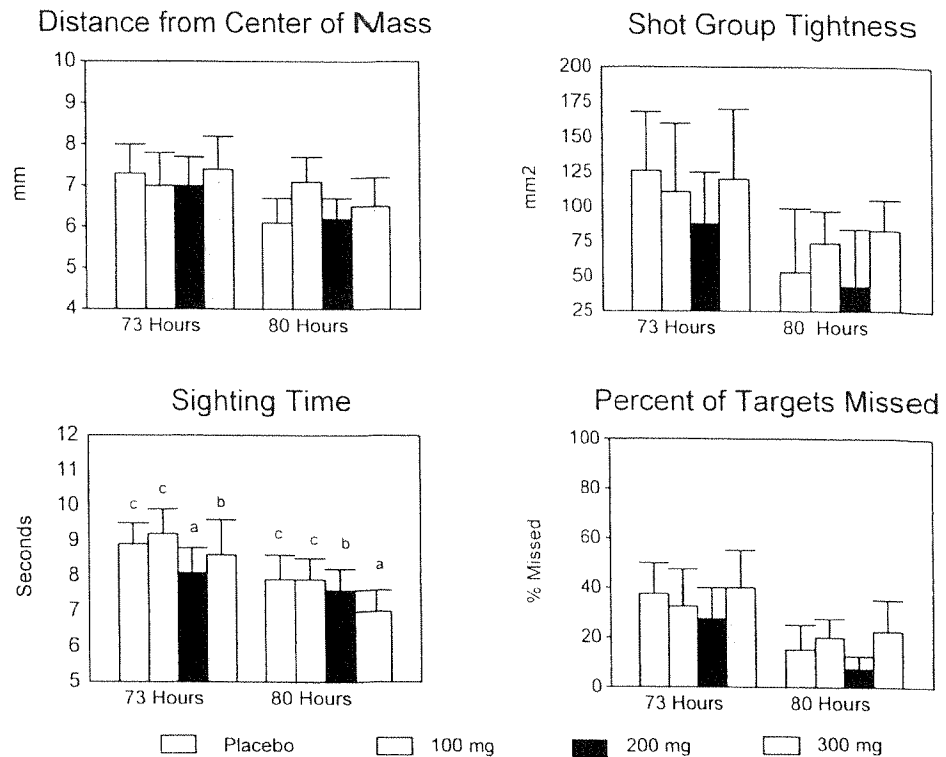 Distance from Center of Mass
mm
10
9
8
7
6
5
4
73 Hours
80 Hours
Shot Group Tightness
mm2
200
175
150
125
100
75
50
25
73 Hours
80 Hours
Sighting Time
Seconds
12
11
10
9
8
7
6
5
c
c
a
b
c
c
b
a
73 Hours
80 Hours
Percent of Targets Missed
% Missed
100
80
60
40
20
0
73 Hours
80 Hours
Placebo
100 mg
200 mg
300 mg